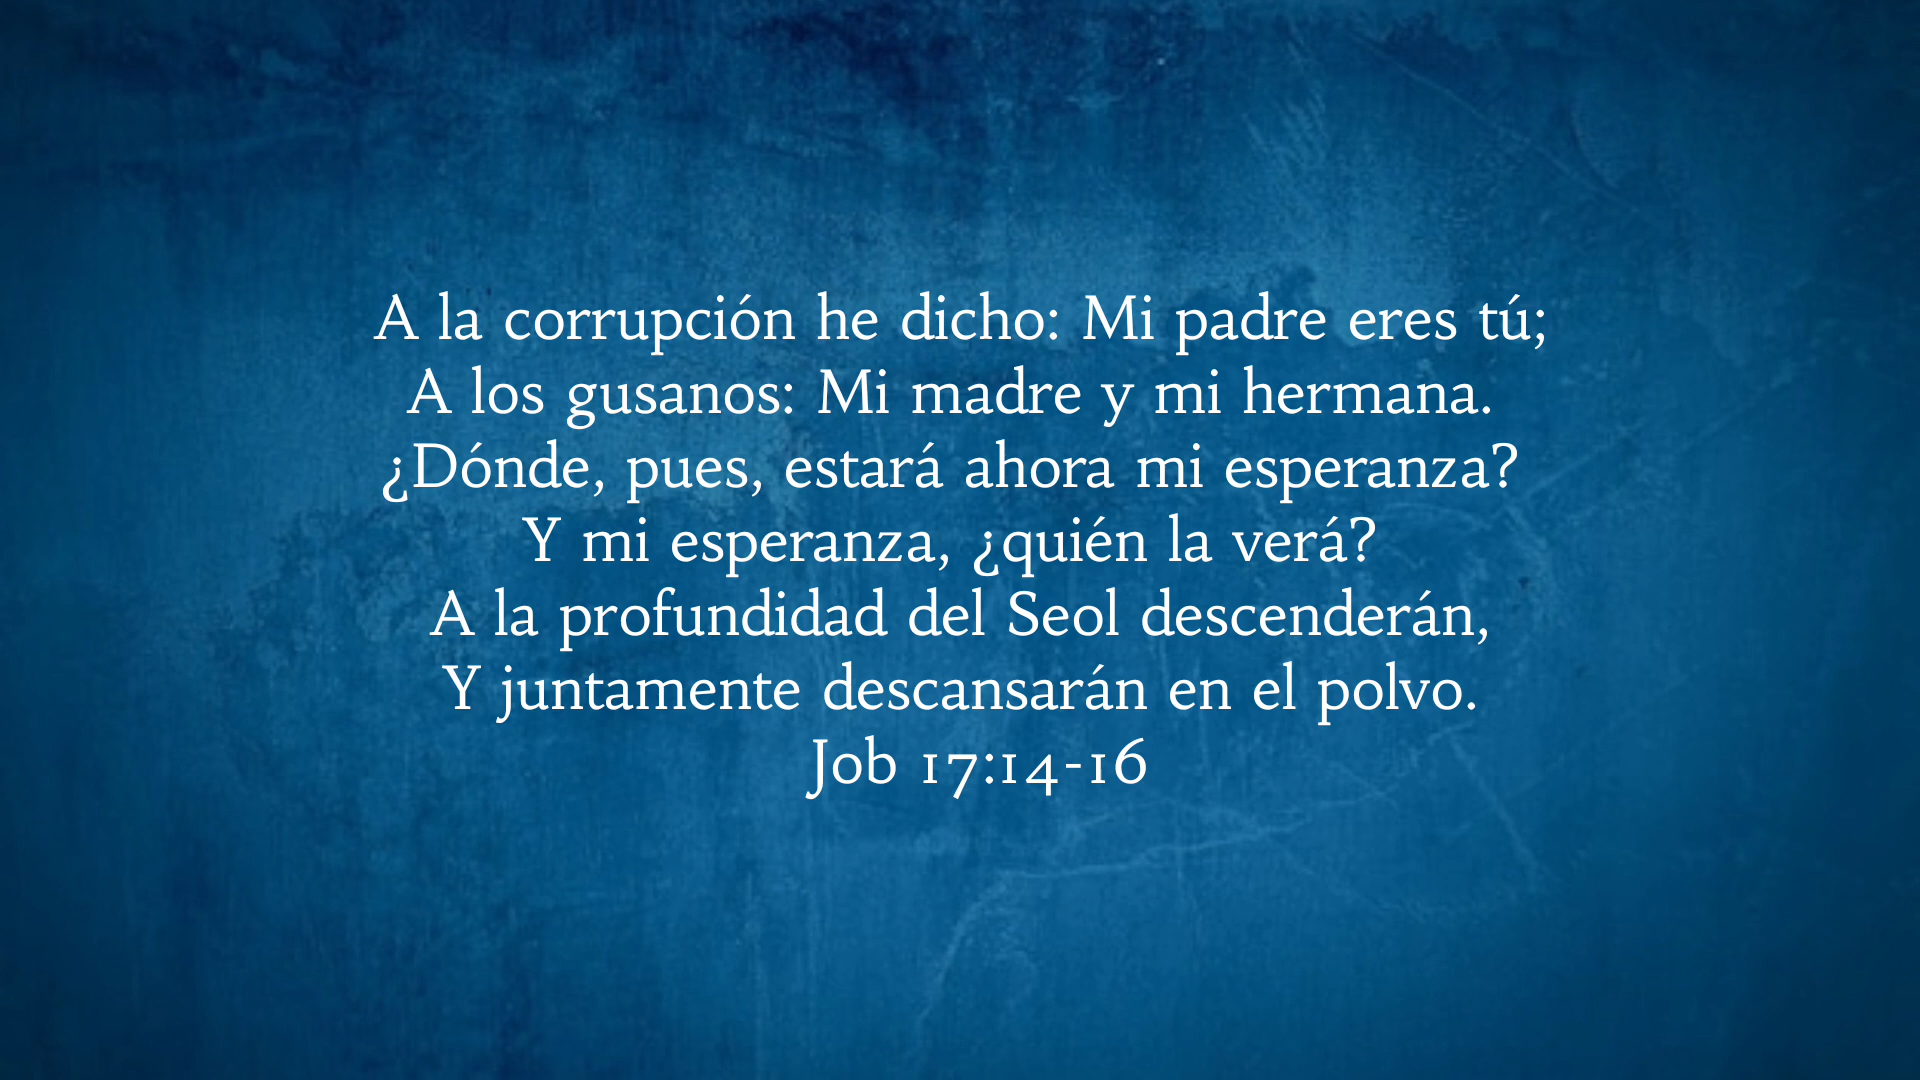 A la corrupción he dicho: Mi padre eres tú;
A los gusanos: Mi madre y mi hermana.
¿Dónde, pues, estará ahora mi esperanza?
Y mi esperanza, ¿quién la verá?
A la profundidad del Seol descenderán,
Y juntamente descansarán en el polvo.
Job 17:14-16